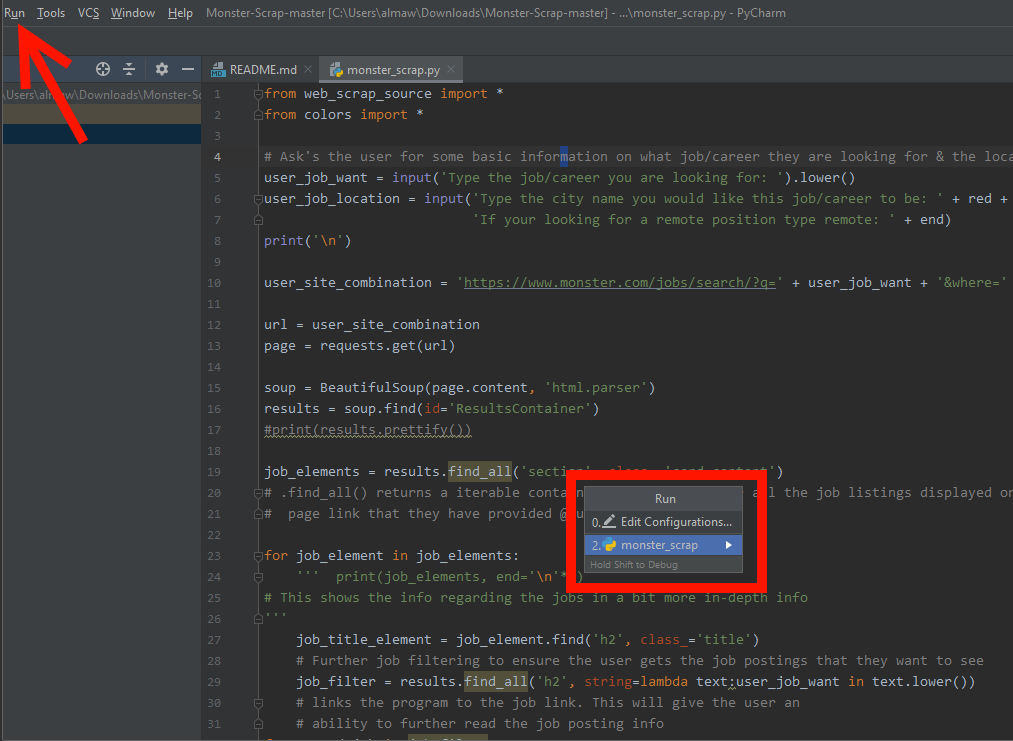 Run Tools VCS Window Help Monster-Scrap-master [C:\Users\almaw\Downloads\Monster-Scrap-master] - ...\monster_scrap.py - PyCharm
README.md monster_scrap.py
\Users\almaw\Downloads\Monster-Sc
1 from web_scrap_source import *
2 from colors import *
3
4 # Ask's the user for some basic information on what job/career they are looking for & the loca
5 user_job_want = input('Type the job/career you are looking for: ').lower()
6 user_job_location = input('Type the city name you would like this job/career to be: ' + red +
7 'If your looking for a remote position type remote: ' + end)
8 print('\n')
9
10 user_site_combination = 'https://www.monster.com/jobs/search/?q=' + user_job_want + '&where='
11
12 url = user_site_combination
13 page = requests.get(url)
14
15 soup = BeautifulSoup(page.content, 'html.parser')
16 results = soup.find(id='ResultsContainer')
17 #print(results.prettify())
18
19 job_elements = results.find_all('section', class_='card-content')
20 # .find_all() returns a iterable contain all the job listings displayed on
21 # page link that they have provided @u
22
23 for job_element in job_elements:
24 ''' print(job_elements, end='\n'* )
25 # This shows the info regarding the jobs in a bit more in-depth info
26 '''
27 job_title_element = job_element.find('h2', class_='title')
28 # Further job filtering to ensure the user gets the job postings that they want to see
29 job_filter = results.find_all('h2', string=lambda text:user_job_want in text.lower())
30 # links the program to the job link. This will give the user an
31 # ability to further read the job posting info
Run
0. Edit Configurations...
2. monster_scrap
Hold Shift to Debug